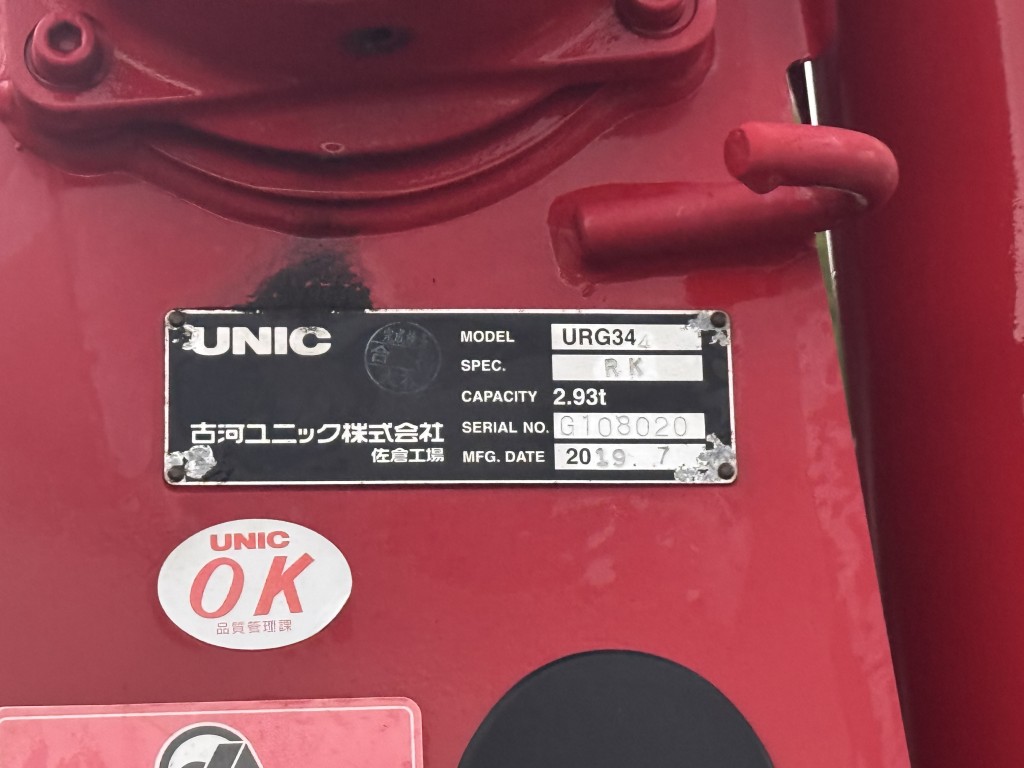 UNIC
MODEL URG344
SPEC. RK
CAPACITY 2.93t
古河ユニック株式会社
SERIAL NO. G108020
佐倉工場
MFG. DATE 2019. 7
UNIC
OK
品質管理課